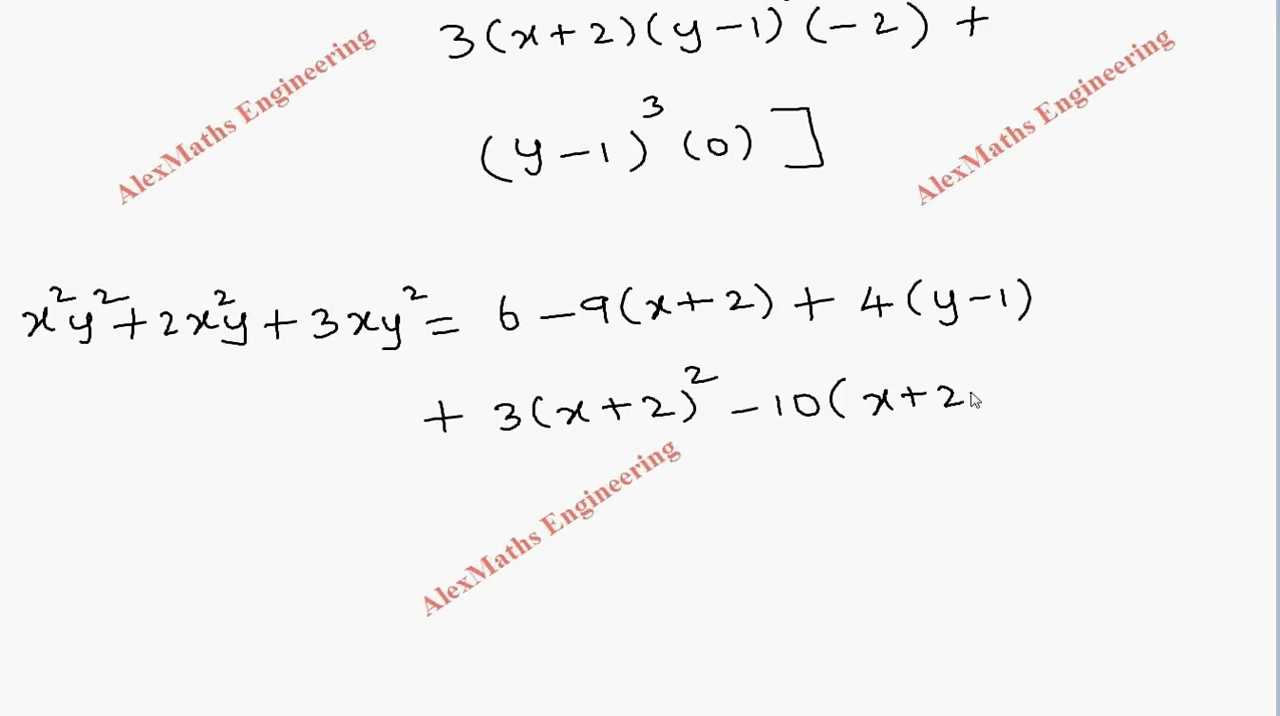 3(x+2)(y-1)(-2) +
AlexMaths Engineering
AlexMaths Engineering
(y-1)³(0)]
x²y²+2x²y+3xy² = 6-9(x+2)+4(y-1)
+3(x+2)²-10(x+2
AlexMaths Engineering